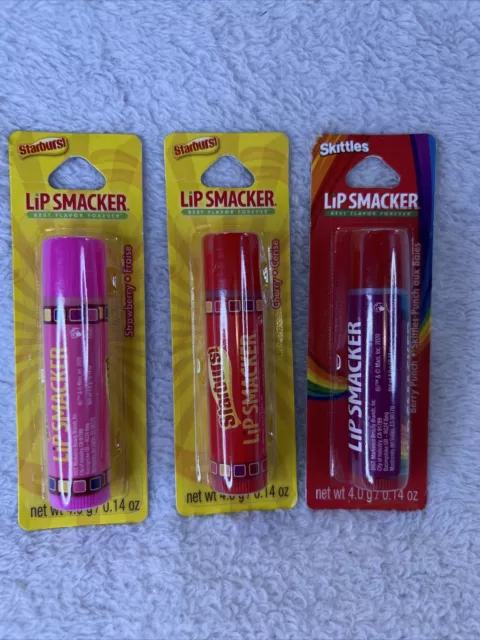 Starburst
LiP SMACKER
BEST FLAVOR FOREVER
Strawberry • Fraise
LiP SMACKER
net wt 4.0 g / 0.14 oz
Starburst
LiP SMACKER
BEST FLAVOR FOREVER
Cherry • Cerise
Starburst
LiP SMACKER
net wt 4.0 g / 0.14 oz
Skittles
LiP SMACKER
BEST FLAVOR FOREVER
Berry Punch • Skittles Punch aux Baies
LiP SMACKER
net wt 4.0 g / 0.14 oz